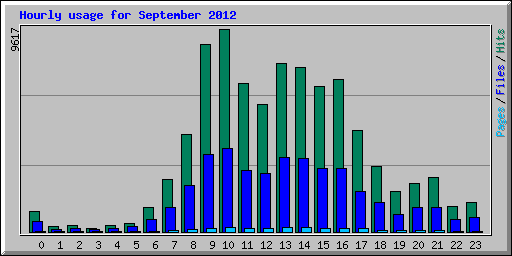 Hourly usage for September 2012
9617
Pages / Files / Hits
0 1 2 3 4 5 6 7 8 9 10 11 12 13 14 15 16 17 18 19 20 21 22 23